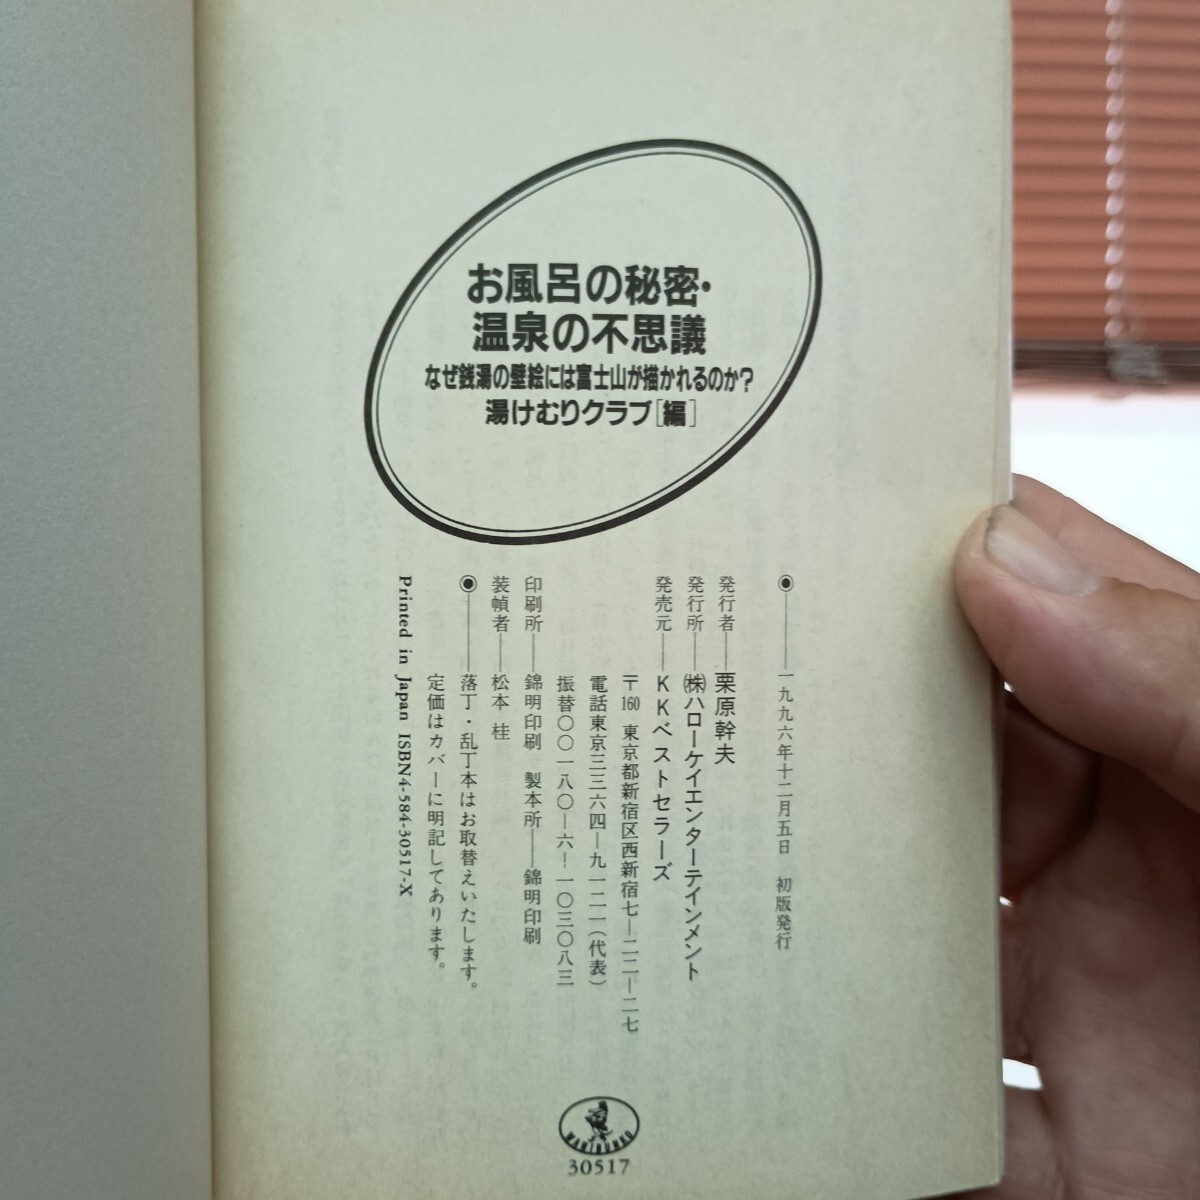 お風呂の秘密・
温泉の不思議
なぜ銭湯の壁絵には富士山が描かれるのか?
湯けむりクラブ[編]
◉———一九九六年十二月五日 初版発行
発行者——栗原幹夫
発行所——㈱ハローケイエンターテインメント
発売元——KKベストセラーズ
〒160 東京都新宿区西新宿七—二二—二七
電話東京三三六四—九一二一(代表)
振替〇〇一八〇—六—一〇三〇八三
印刷所——錦明印刷 製本所——錦明印刷
装幀者——松本 桂
◉———落丁・乱丁本はお取替えいたします。
定価はカバーに明記してあります。
Printed in Japan ISBN4-584-30517-X
WANIBUNKO
30517